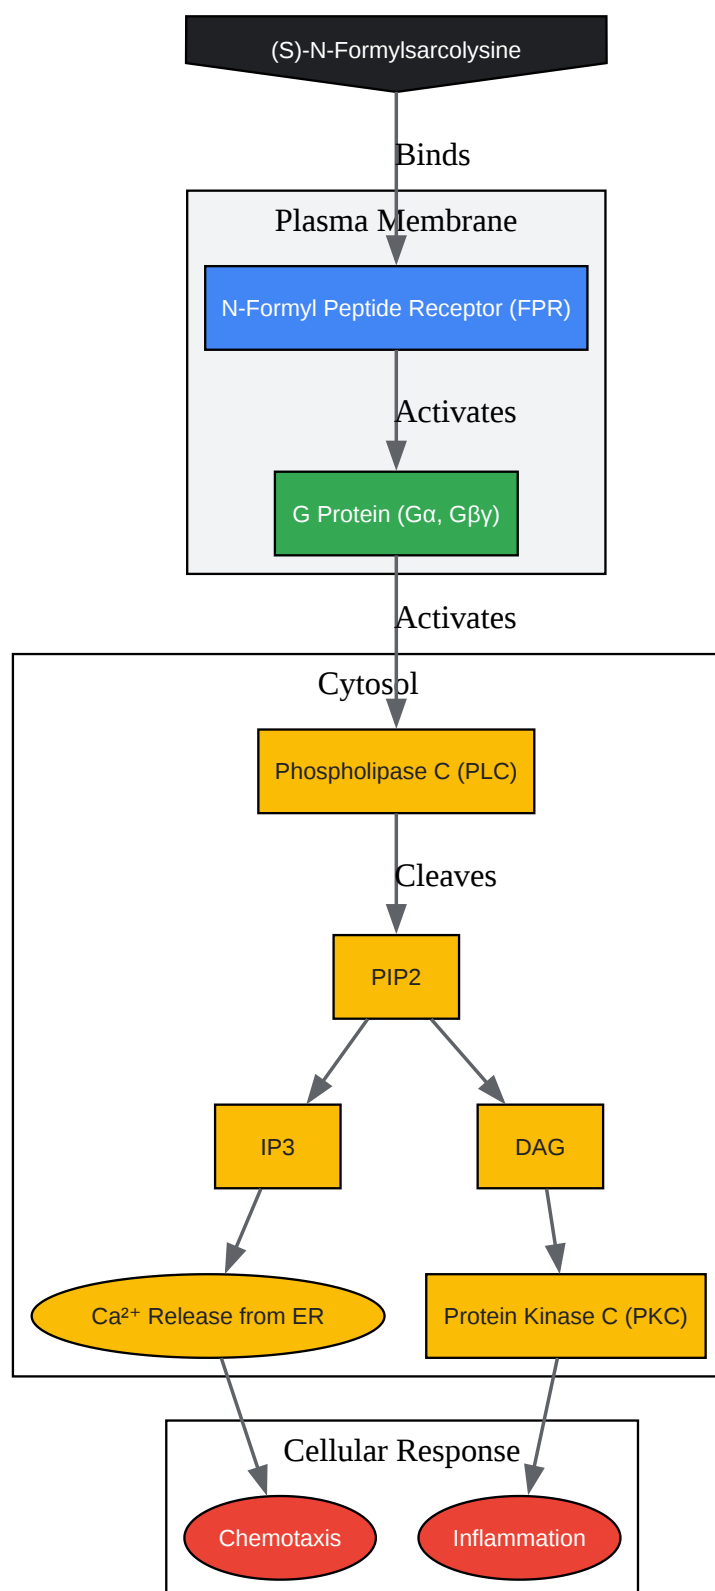 (S)-N-Formylsarcolysine
Binds
Plasma Membrane
N-Formyl Peptide Receptor (FPR)
Activates
G Protein (Gα, Gβγ)
Activates
Cytosol
Phospholipase C (PLC)
Cleaves
PIP2
IP3
DAG
Ca²⁺ Release from ER
Protein Kinase C (PKC)
Cellular Response
Chemotaxis
Inflammation